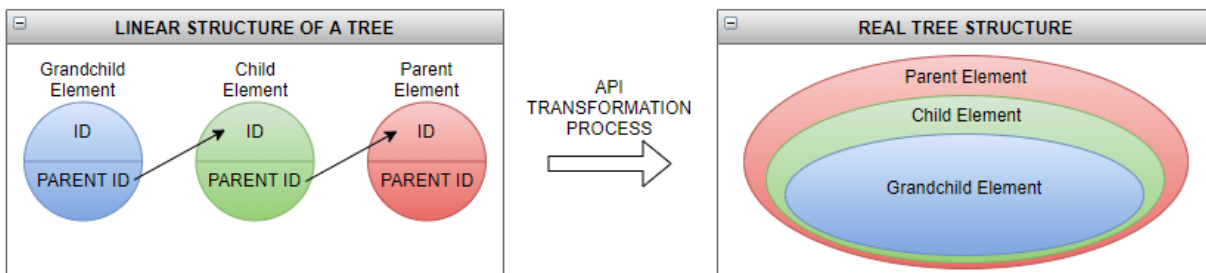 LINEAR STRUCTURE OF A TREE
Grandchild
Element
Child
Element
Parent
Element
ID
ID
ID
PARENT ID
PARENT ID
PARENT ID
API
TRANSFORMATION
PROCESS
REAL TREE STRUCTURE
Parent Element
Child Element
Grandchild Element